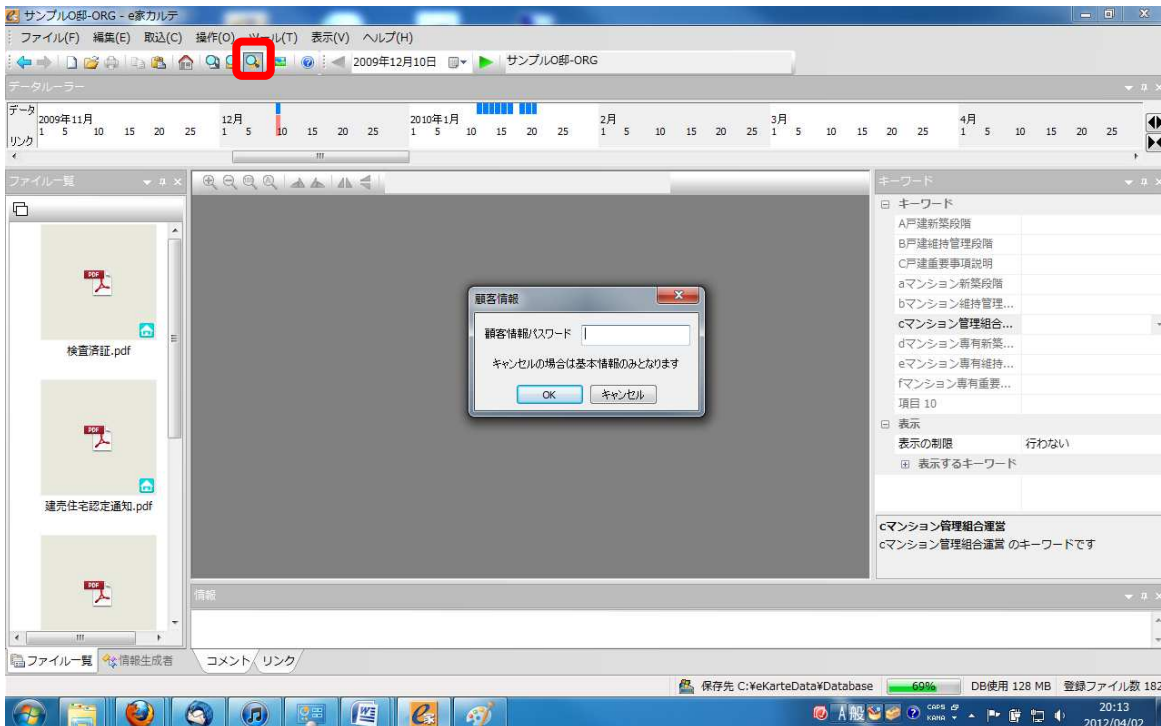 サンプルO邸-ORG - e家カルテ
ファイル(F) 編集(E) 取込(C) 操作(O) ツール(T) 表示(V) ヘルプ(H)
2009年12月10日 サンプルO邸-ORG
データルーラー
データ
2009年11月 12月 2010年1月 2月 3月 4月
1 5 10 15 20 25 1 5 10 15 20 25 1 5 10 15 20 25 1 5 10 15 20 25 1 5 10 15 20 25 1 5 10 15 20 25
リンク
ファイル一覧
PDF
検査済証.pdf
PDF
建売住宅認定通知.pdf
PDF
顧客情報
顧客情報パスワード
キャンセルの場合は基本情報のみとなります
OK キャンセル
キーワード
キーワード
A戸建新築段階
B戸建維持管理段階
C戸建重要事項説明
aマンション新築段階
bマンション維持管理...
cマンション管理組合...
dマンション専有新築...
eマンション専有維持...
fマンション専有重要...
項目 10
表示
表示の制限 行わない
表示するキーワード
cマンション管理組合運営
cマンション管理組合運営 のキーワードです
情報
ファイル一覧 情報生成者 コメント リンク
保存先 C:¥eKarteData¥Database 69% DB使用 128 MB 登録ファイル数 182
A 般 CAPS KANA 20:13
2012/04/02